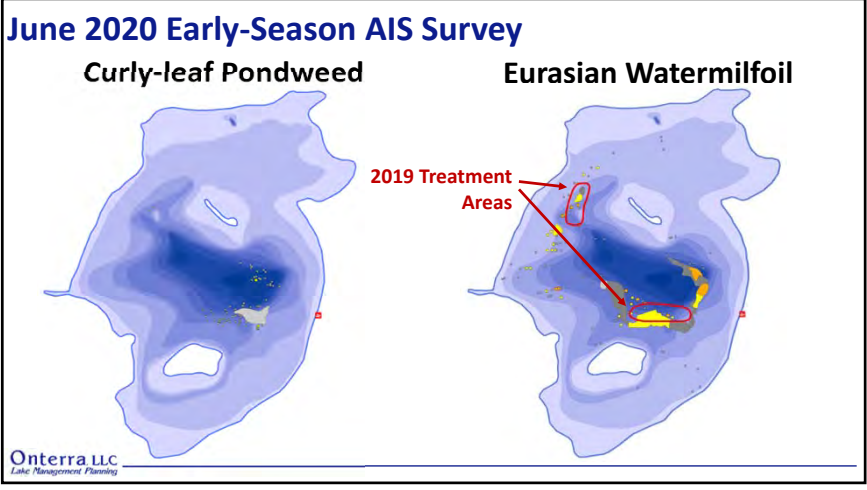 June 2020 Early-Season AIS Survey
Curly-leaf Pondweed
Eurasian Watermilfoil
2019 Treatment
Areas
Onterra LLC
Lake Management Planning